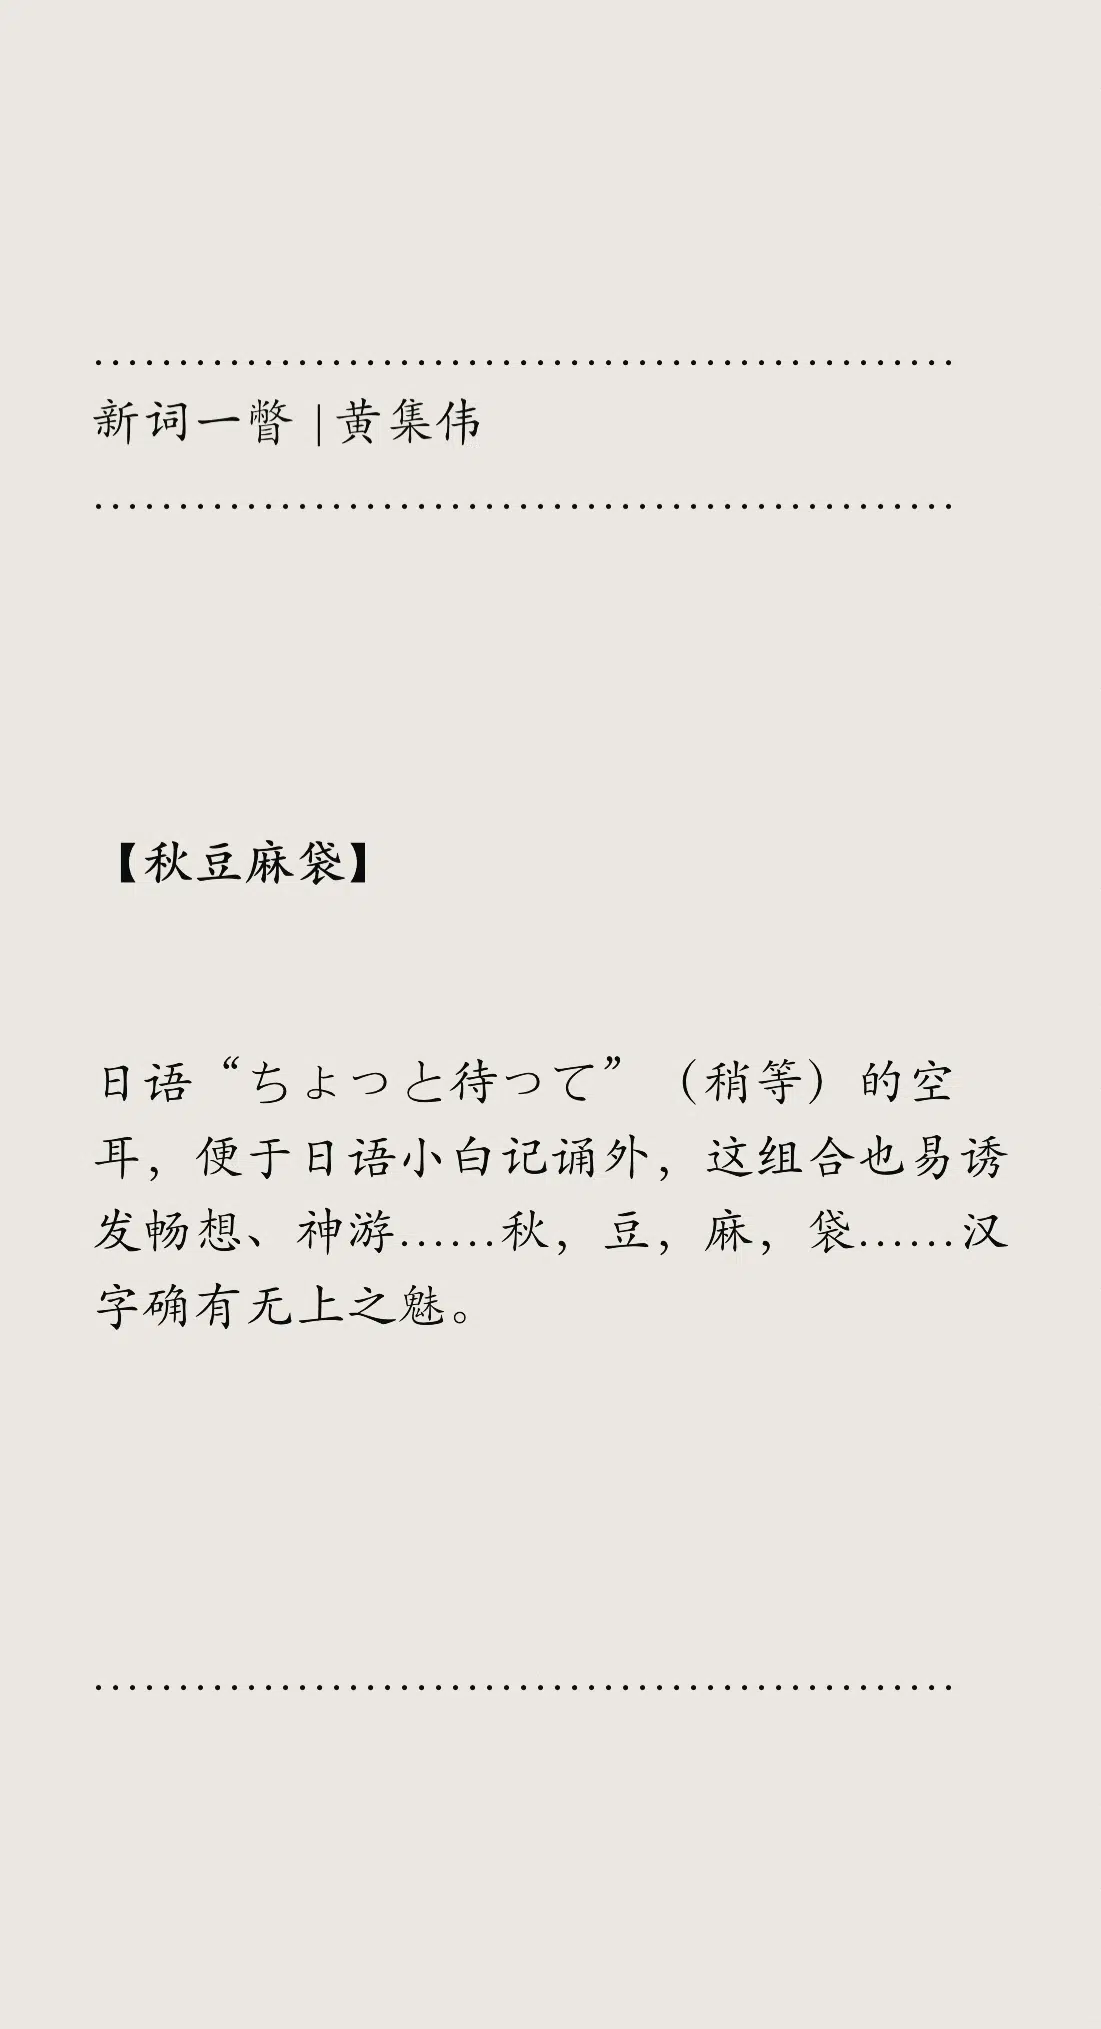 新词一瞥 | 黄集伟
【秋豆麻袋】
日语“ちょっと待って”（稍等）的空
耳，便于日语小白记诵外，这组合也易诱
发畅想、神游……秋，豆，麻，袋……汉
字确有无上之魅。